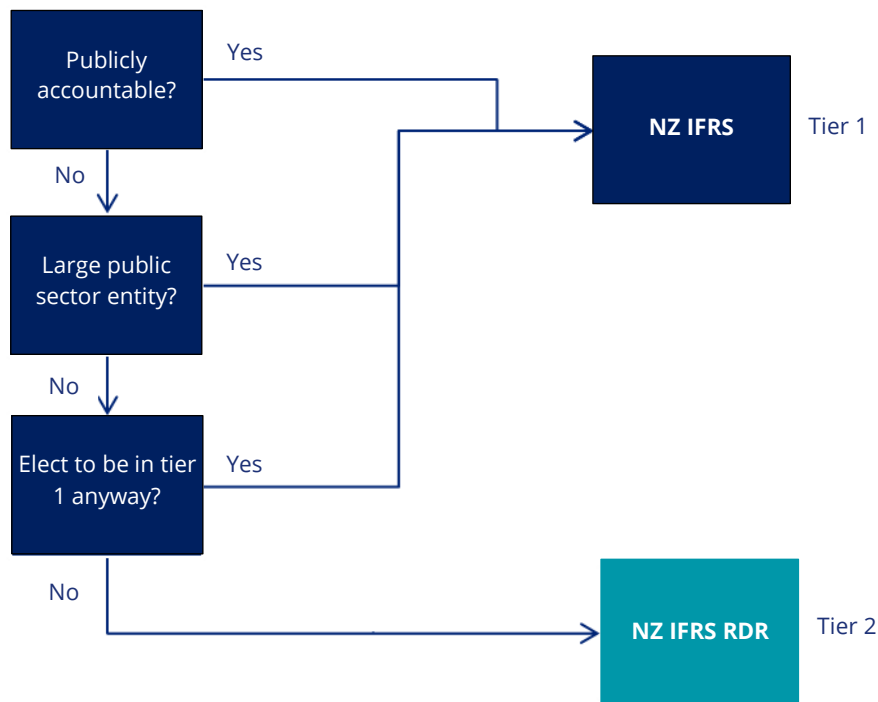 Publicly
accountable?
Yes
NZ IFRS
Tier 1
No
Large public
sector entity?
Yes
No
Elect to be in tier
1 anyway?
Yes
No
NZ IFRS RDR
Tier 2